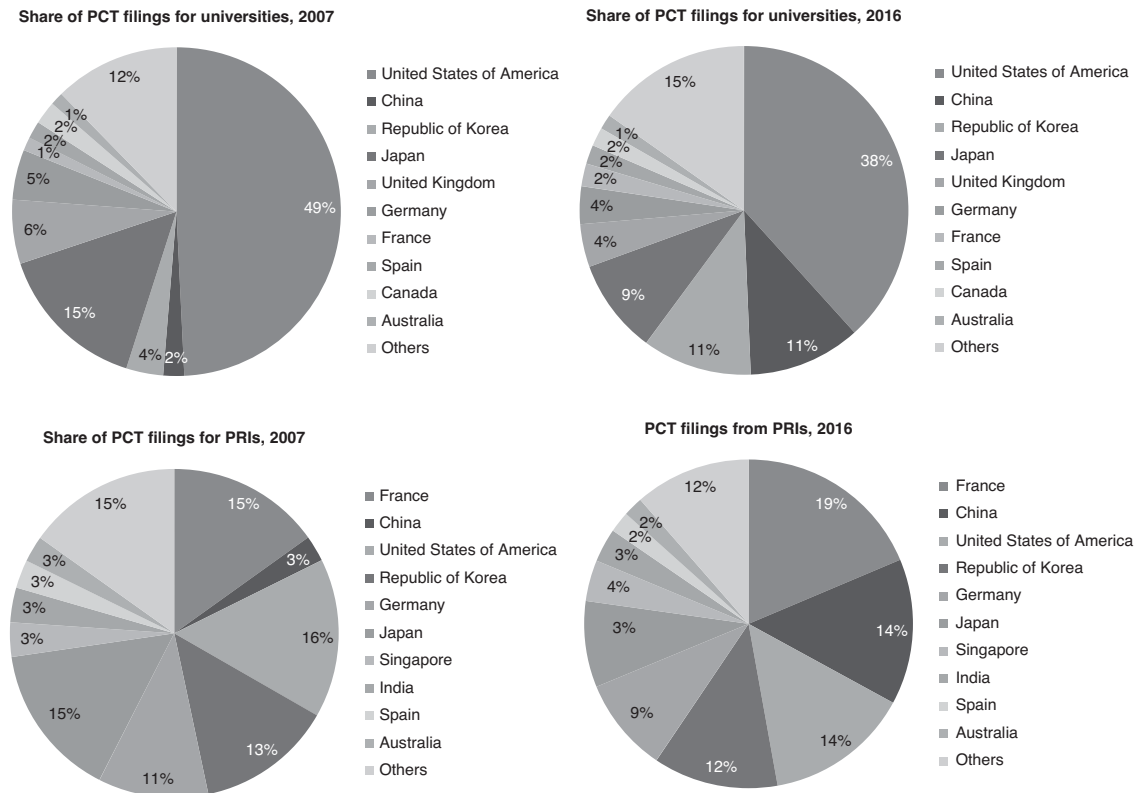 Share of PCT filings for universities, 2007
12%
1%
2%
2%
1%
5%
6%
15%
4%
2%
49%
United States of America
China
Republic of Korea
Japan
United Kingdom
Germany
France
Spain
Canada
Australia
Others
Share of PCT filings for universities, 2016
15%
1%
2%
2%
2%
4%
4%
9%
11%
11%
38%
United States of America
China
Republic of Korea
Japan
United Kingdom
Germany
France
Spain
Canada
Australia
Others
Share of PCT filings for PRIs, 2007
15%
15%
3%
3%
3%
3%
3%
16%
15%
13%
11%
France
China
United States of America
Republic of Korea
Germany
Japan
Singapore
India
Spain
Australia
Others
PCT filings from PRIs, 2016
12%
19%
2%
2%
3%
4%
3%
14%
9%
14%
12%
France
China
United States of America
Republic of Korea
Germany
Japan
Singapore
India
Spain
Australia
Others